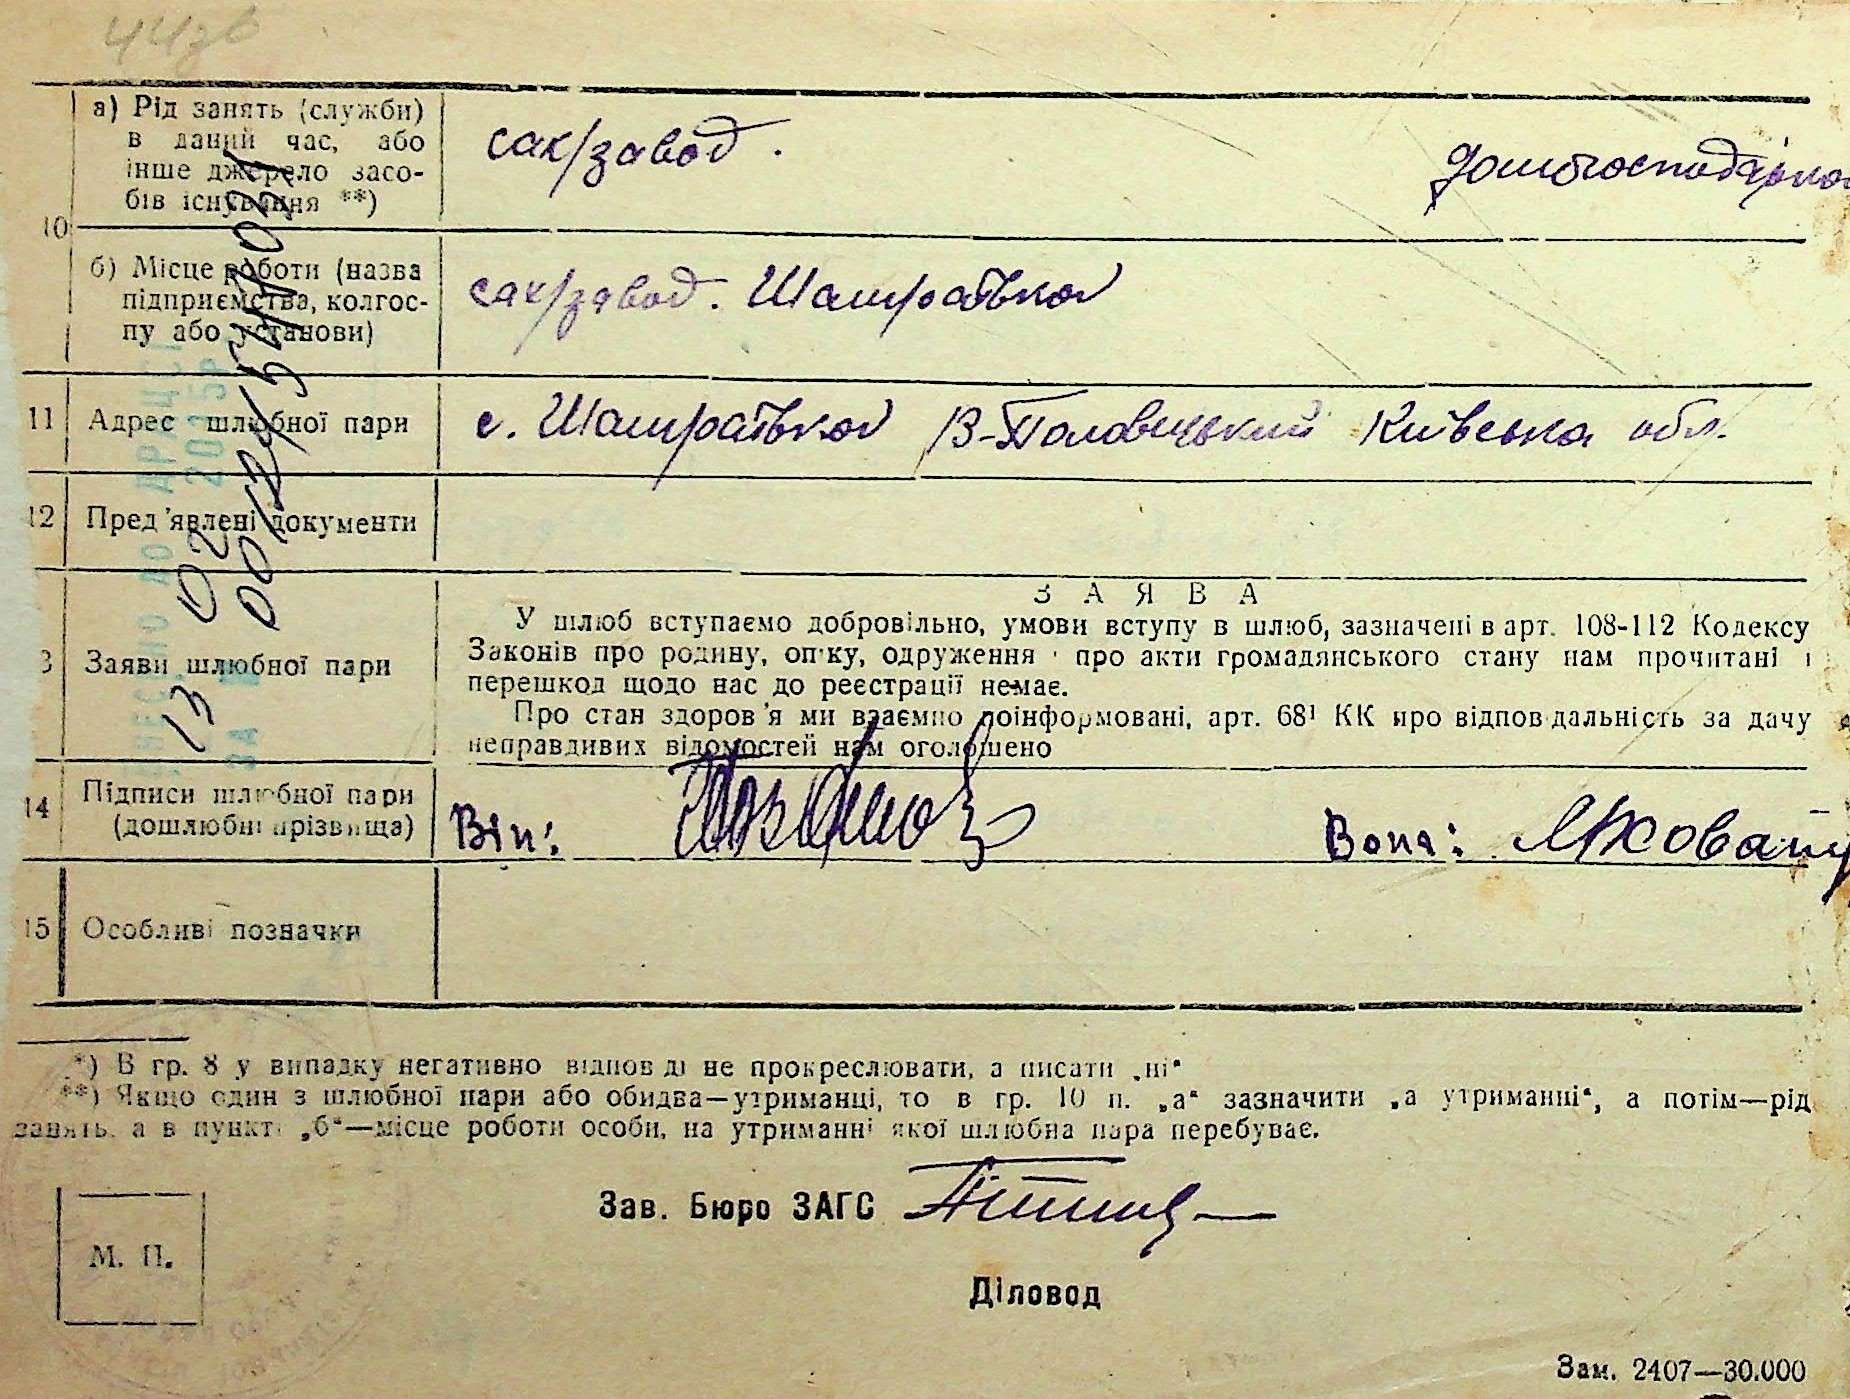 44зв
а) Рід занять (служби)
в даний час, або
інше джерело засо-
бів існування **)
сах/завод.
10
б) Місце роботи (назва
підприємства, колгос-
пу або установи)
сах/завод.
11 Адрес шлюбної пари
с. В-Половецький Київська обл.
12 Пред'явлені документи
ЗАЯВА
У шлюб вступаємо добровільно, умови вступу в шлюб, зазначені в арт. 108-112 Кодексу
Законів про родину, опіку, одруження і про акти громадянського стану нам прочитані і
перешкод щодо нас до реєстрації немає.
Про стан здоров'я ми взаємно поінформовані, арт. 68¹ КК про відповідальність за дачу
неправдивих відомостей нам оголошено
3 Заяви шлюбної пари
14 Підписи шлюбної пари
(дошлюбні прізвища)
Він: Вона:
15 Особливі позначки
*) В гр. 8 у випадку негативно відповіді не прокреслювати, а писати „ні“
**) Якщо один з шлюбної пари або обидва—утриманці, то в гр. 10 п. „а“ зазначити „а утриманні“, а потім—рід
занять, а в пункті „б“—місце роботи особи, на утриманні якої шлюбна пара перебуває.
Зав. Бюро ЗАГС
М. П.
Діловод
Зам. 2407—30.000